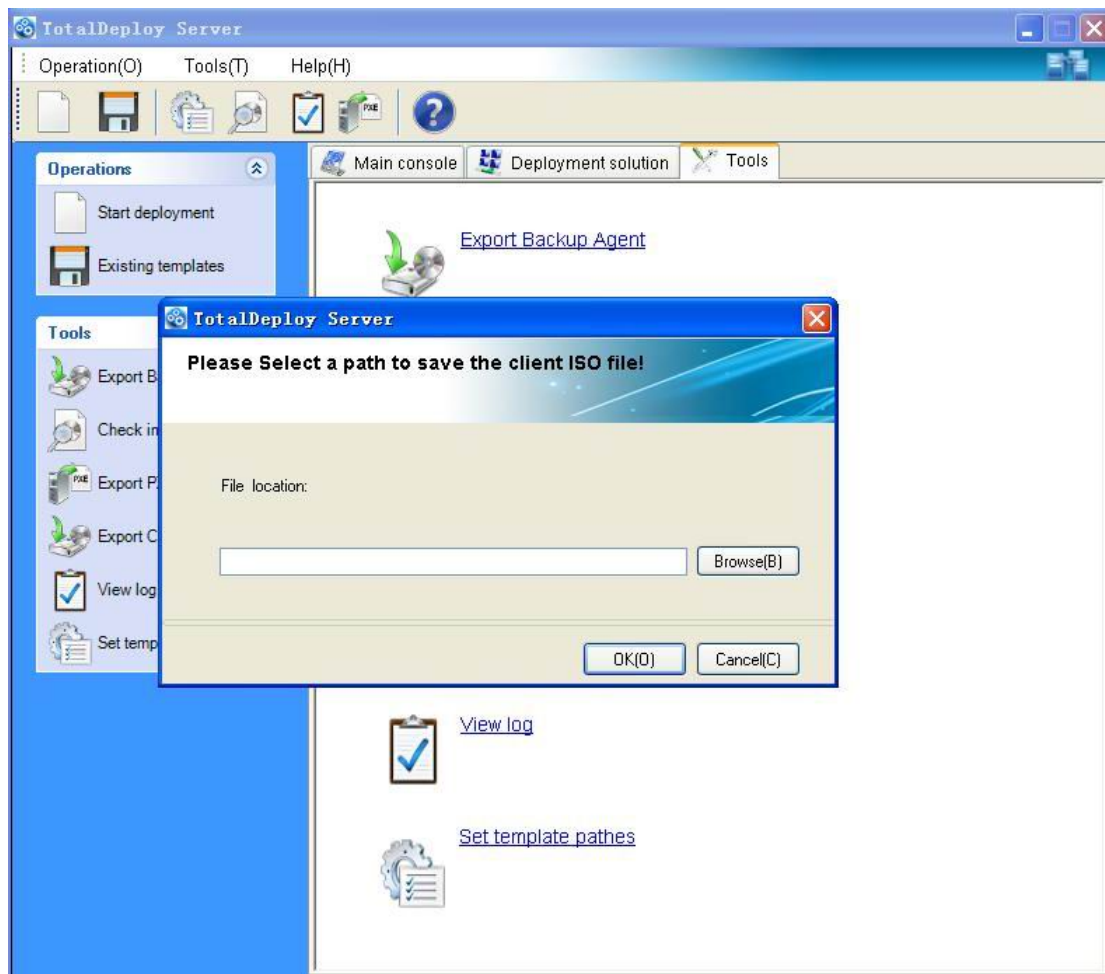 TotalDeploy Server
Operation(O) Tools(T) Help(H)
PXE
Operations
Start deployment
Existing templates
Tools
Export B
Check in
PXE
Export P
Export C
View log
Set temp
Main console Deployment solution Tools
Export Backup Agent
TotalDeploy Server
Please Select a path to save the client ISO file!
File location:
Browse(B)
OK(O) Cancel(C)
View log
Set template pathes